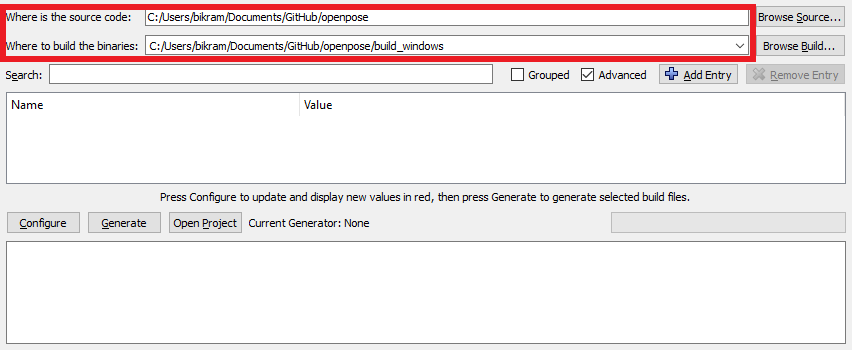 Where is the source code: C:/Users/bikram/Documents/GitHub/openpose Browse Source...
Where to build the binaries: C:/Users/bikram/Documents/GitHub/openpose/build_windows Browse Build...
Search: Grouped Advanced Add Entry Remove Entry
Name Value
Press Configure to update and display new values in red, then press Generate to generate selected build files.
Configure Generate Open Project Current Generator: None